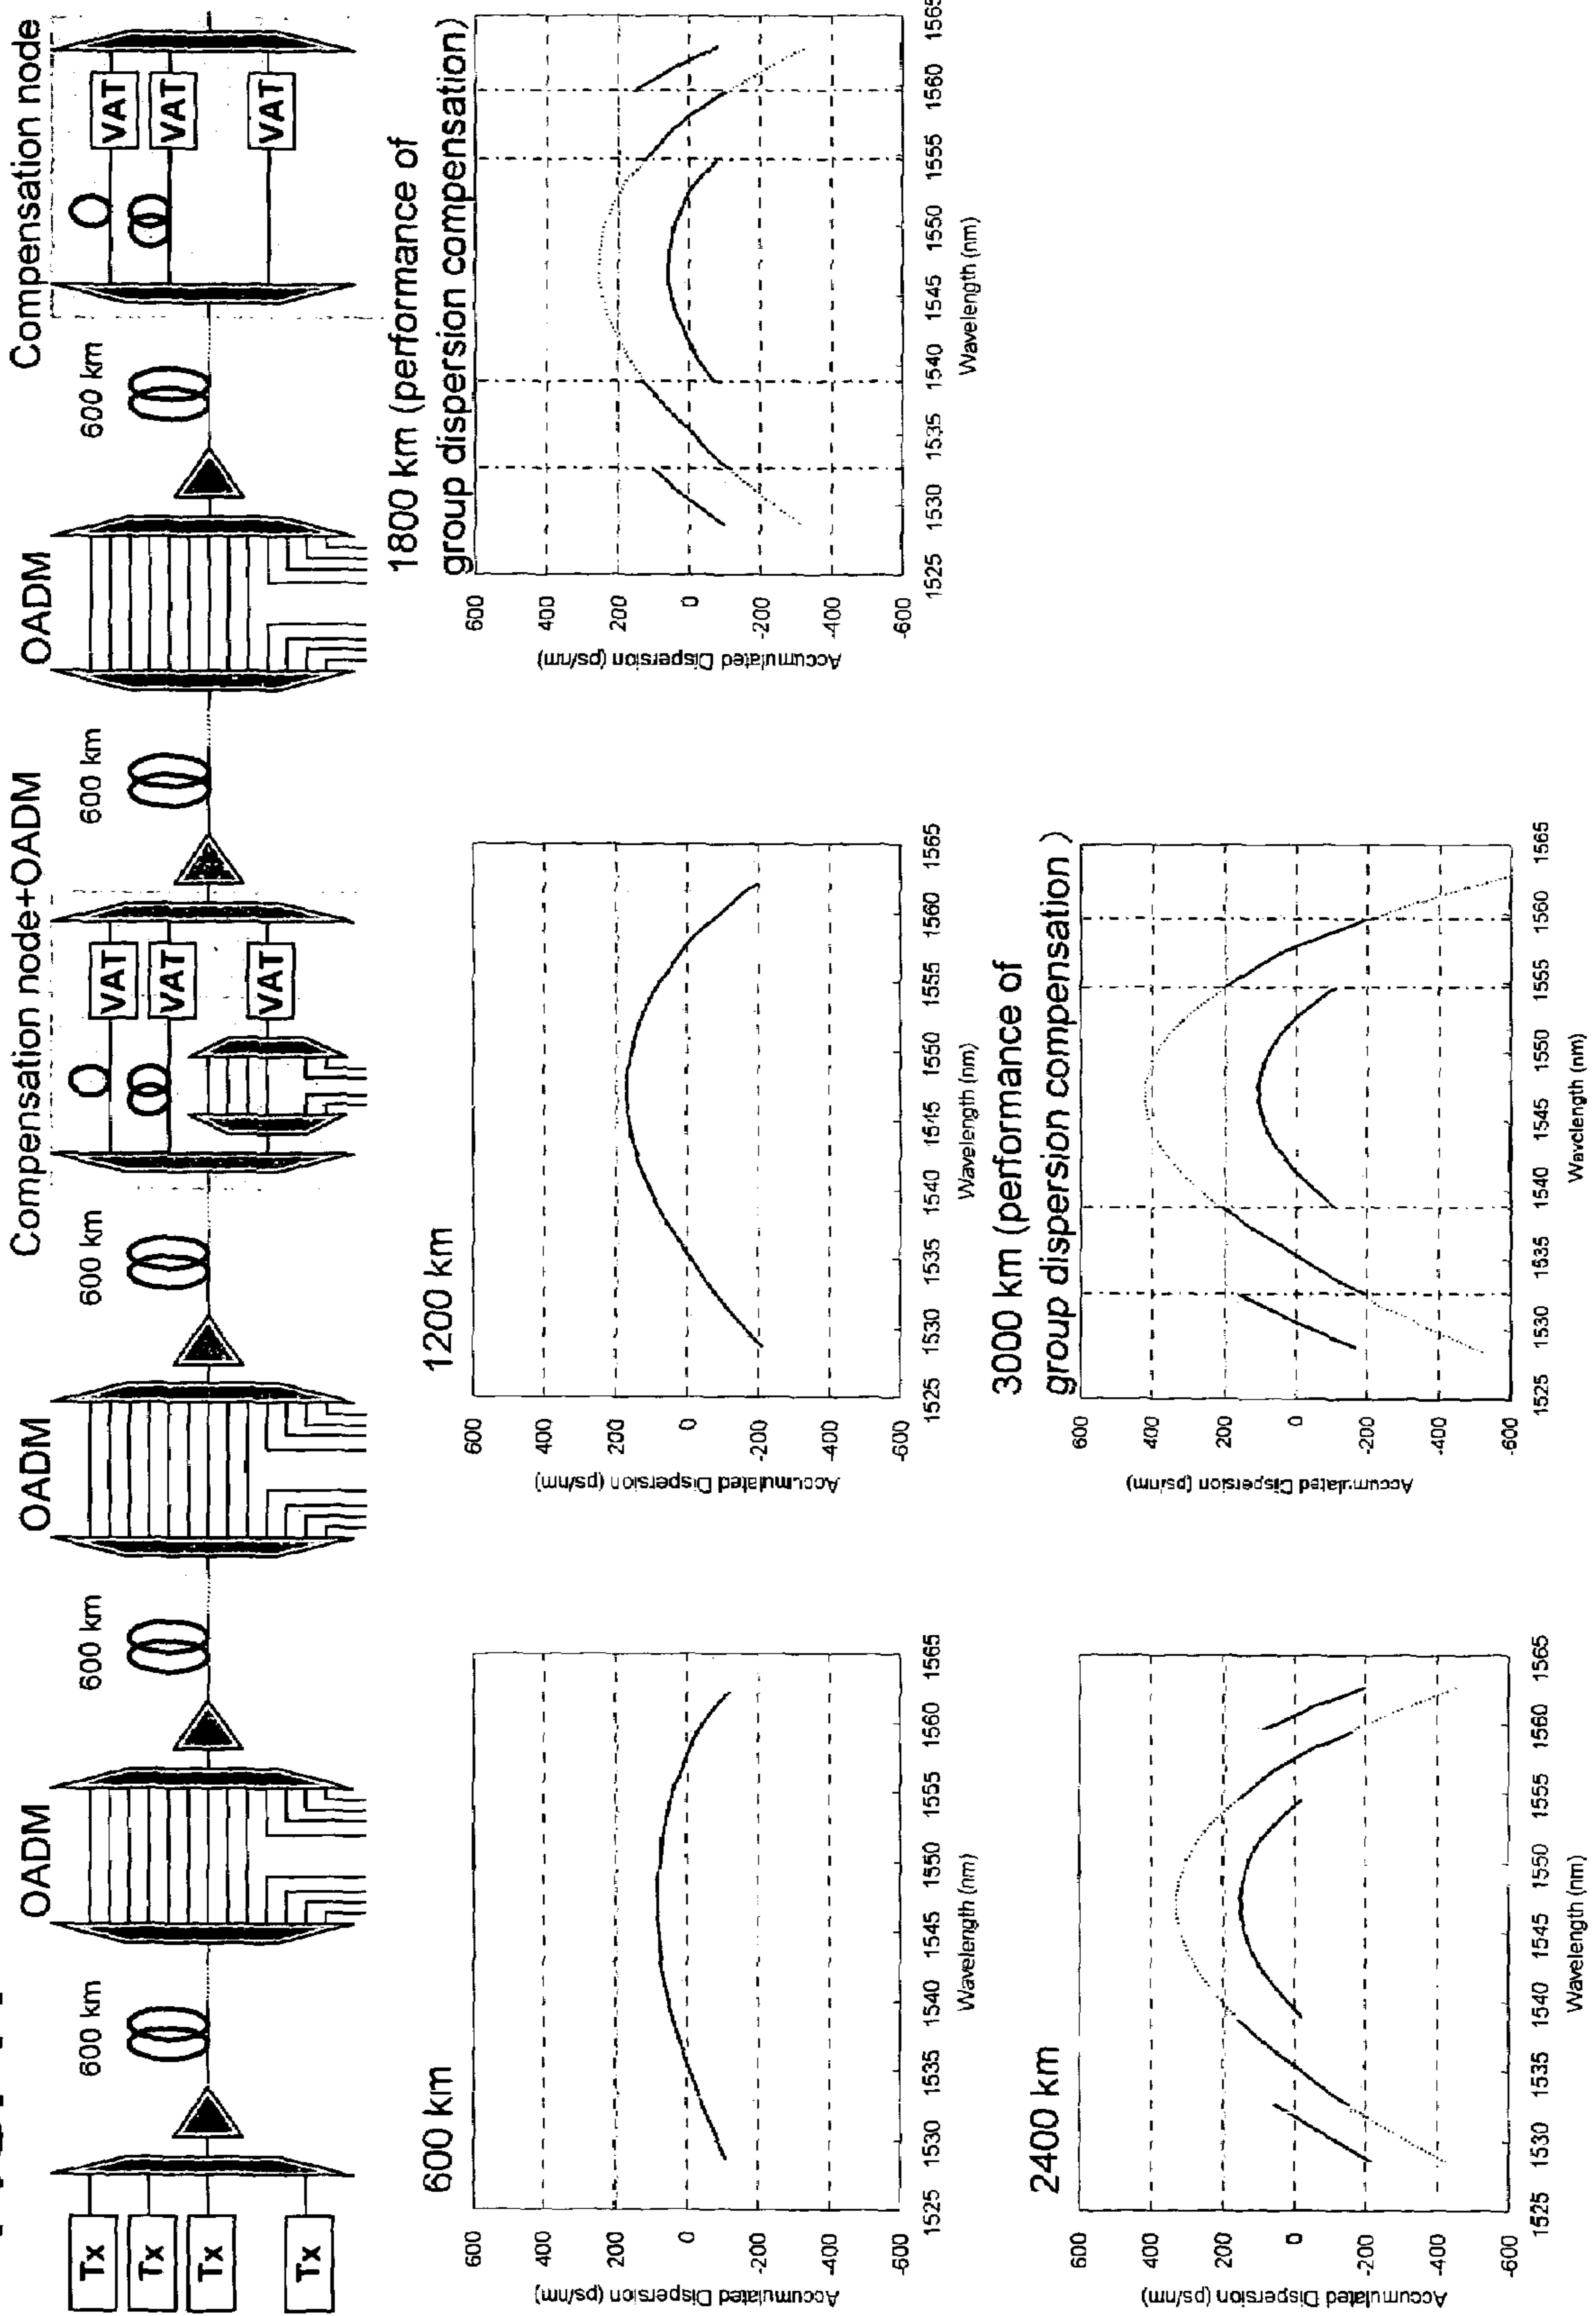 OADM
OADM
Compensation node+OADM
OADM
Compensation node
600 km
600 km
600 km
600 km
600 km
Tx
Tx
Tx
Tx
VAT
VAT
VAT
VAT
VAT
VAT
600 km
600
400
200
0
-200
-400
-600
Accumulated Dispersion (ps/nm)
1525
1530
1535
1540
1545
1550
1555
1560
1565
Wavelength (nm)
1200 km
600
400
200
0
-200
-400
-600
Accumulated Dispersion (ps/nm)
1525
1530
1535
1540
1545
1550
1555
1560
1565
Wavelength (nm)
1800 km (performance of
group dispersion compensation)
600
400
200
0
-200
-400
-600
Accumulated Dispersion (ps/nm)
1525
1530
1535
1540
1545
1550
1555
1560
1565
Wavelength (nm)
2400 km
600
400
200
0
-200
-400
-600
Accumulated Dispersion (ps/nm)
1525
1530
1535
1540
1545
1550
1555
1560
1565
Wavelength (nm)
3000 km (performance of
group dispersion compensation )
600
400
200
0
-200
-400
-600
Accumulated Dispersion (ps/nm)
1525
1530
1535
1540
1545
1550
1555
1560
1565
Wavelength (nm)